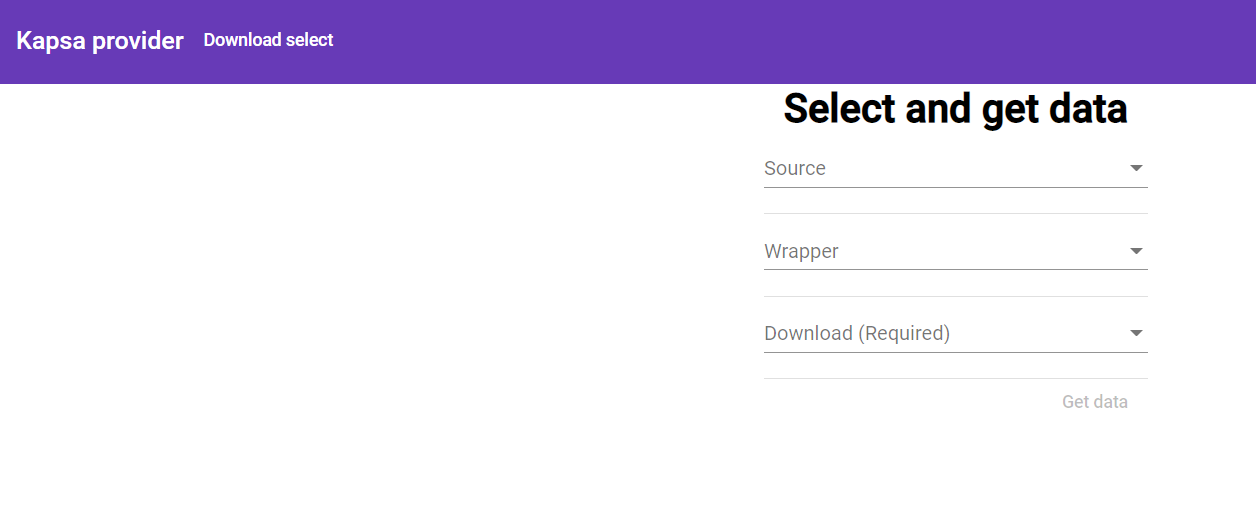 Kapsa provider Download select
Select and get data
Source
Wrapper
Download (Required)
Get data